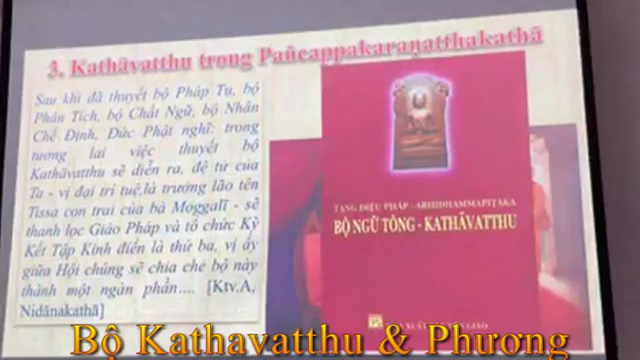 3. Kathāvatthu trong Pañcappakaraṇatthakathā
Sau khi đã thuyết bộ Pháp Tụ, bộ
Phân Tích, bộ Chất Ngữ, bộ Nhân
Chế Định, Đức Phật nghĩ; trong
tương lai việc thuyết bộ
Kathāvatthu sẽ diễn ra, đệ tử của
Ta - vị đại trí tuệ,là trưởng lão tên
Tissa con trai của bà Moggalī - sẽ
thanh lọc Giáo Pháp và tổ chức Kỳ
Kết Tập Kinh điển là thứ ba, vị ấy
giữa Hội chúng sẽ chia chẻ bộ này
thành một ngàn phần.... [Ktv.A,
Nidānakathā]
TẠNG DIỆU PHÁP - ABHIDHAMMAPIṬAKA
BỘ NGỮ TÔNG - KATHĀVATTHU
XUẤT GIÁO
Bộ Kathavatthu & Phương